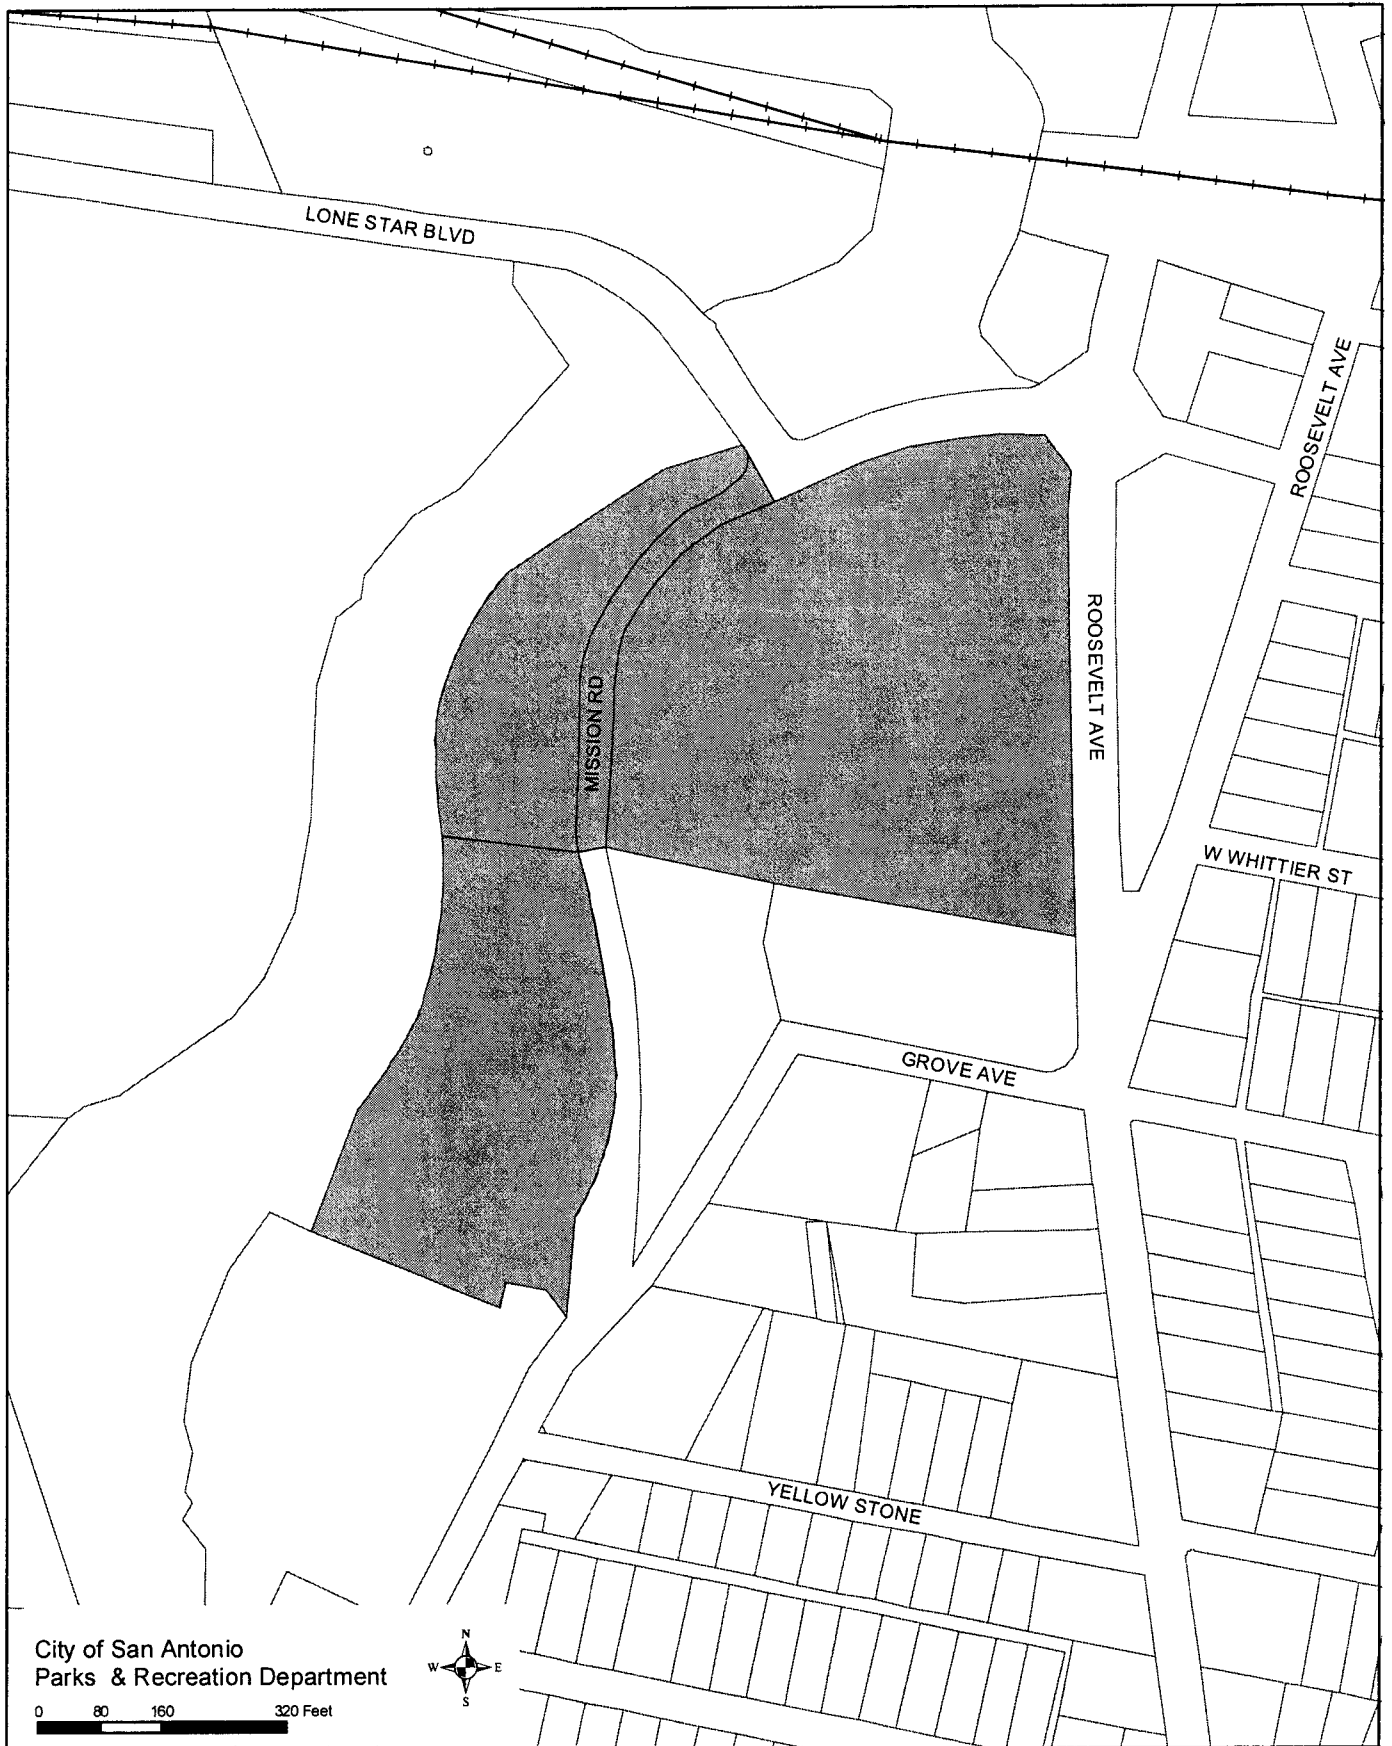 LONE STAR BLVD
ROOSEVELT AVE
ROOSEVELT AVE
MISSION RD
W WHITTIER ST
GROVE AVE
YELLOW STONE
City of San Antonio
Parks & Recreation Department
N
W E
S
0 80 160 320 Feet